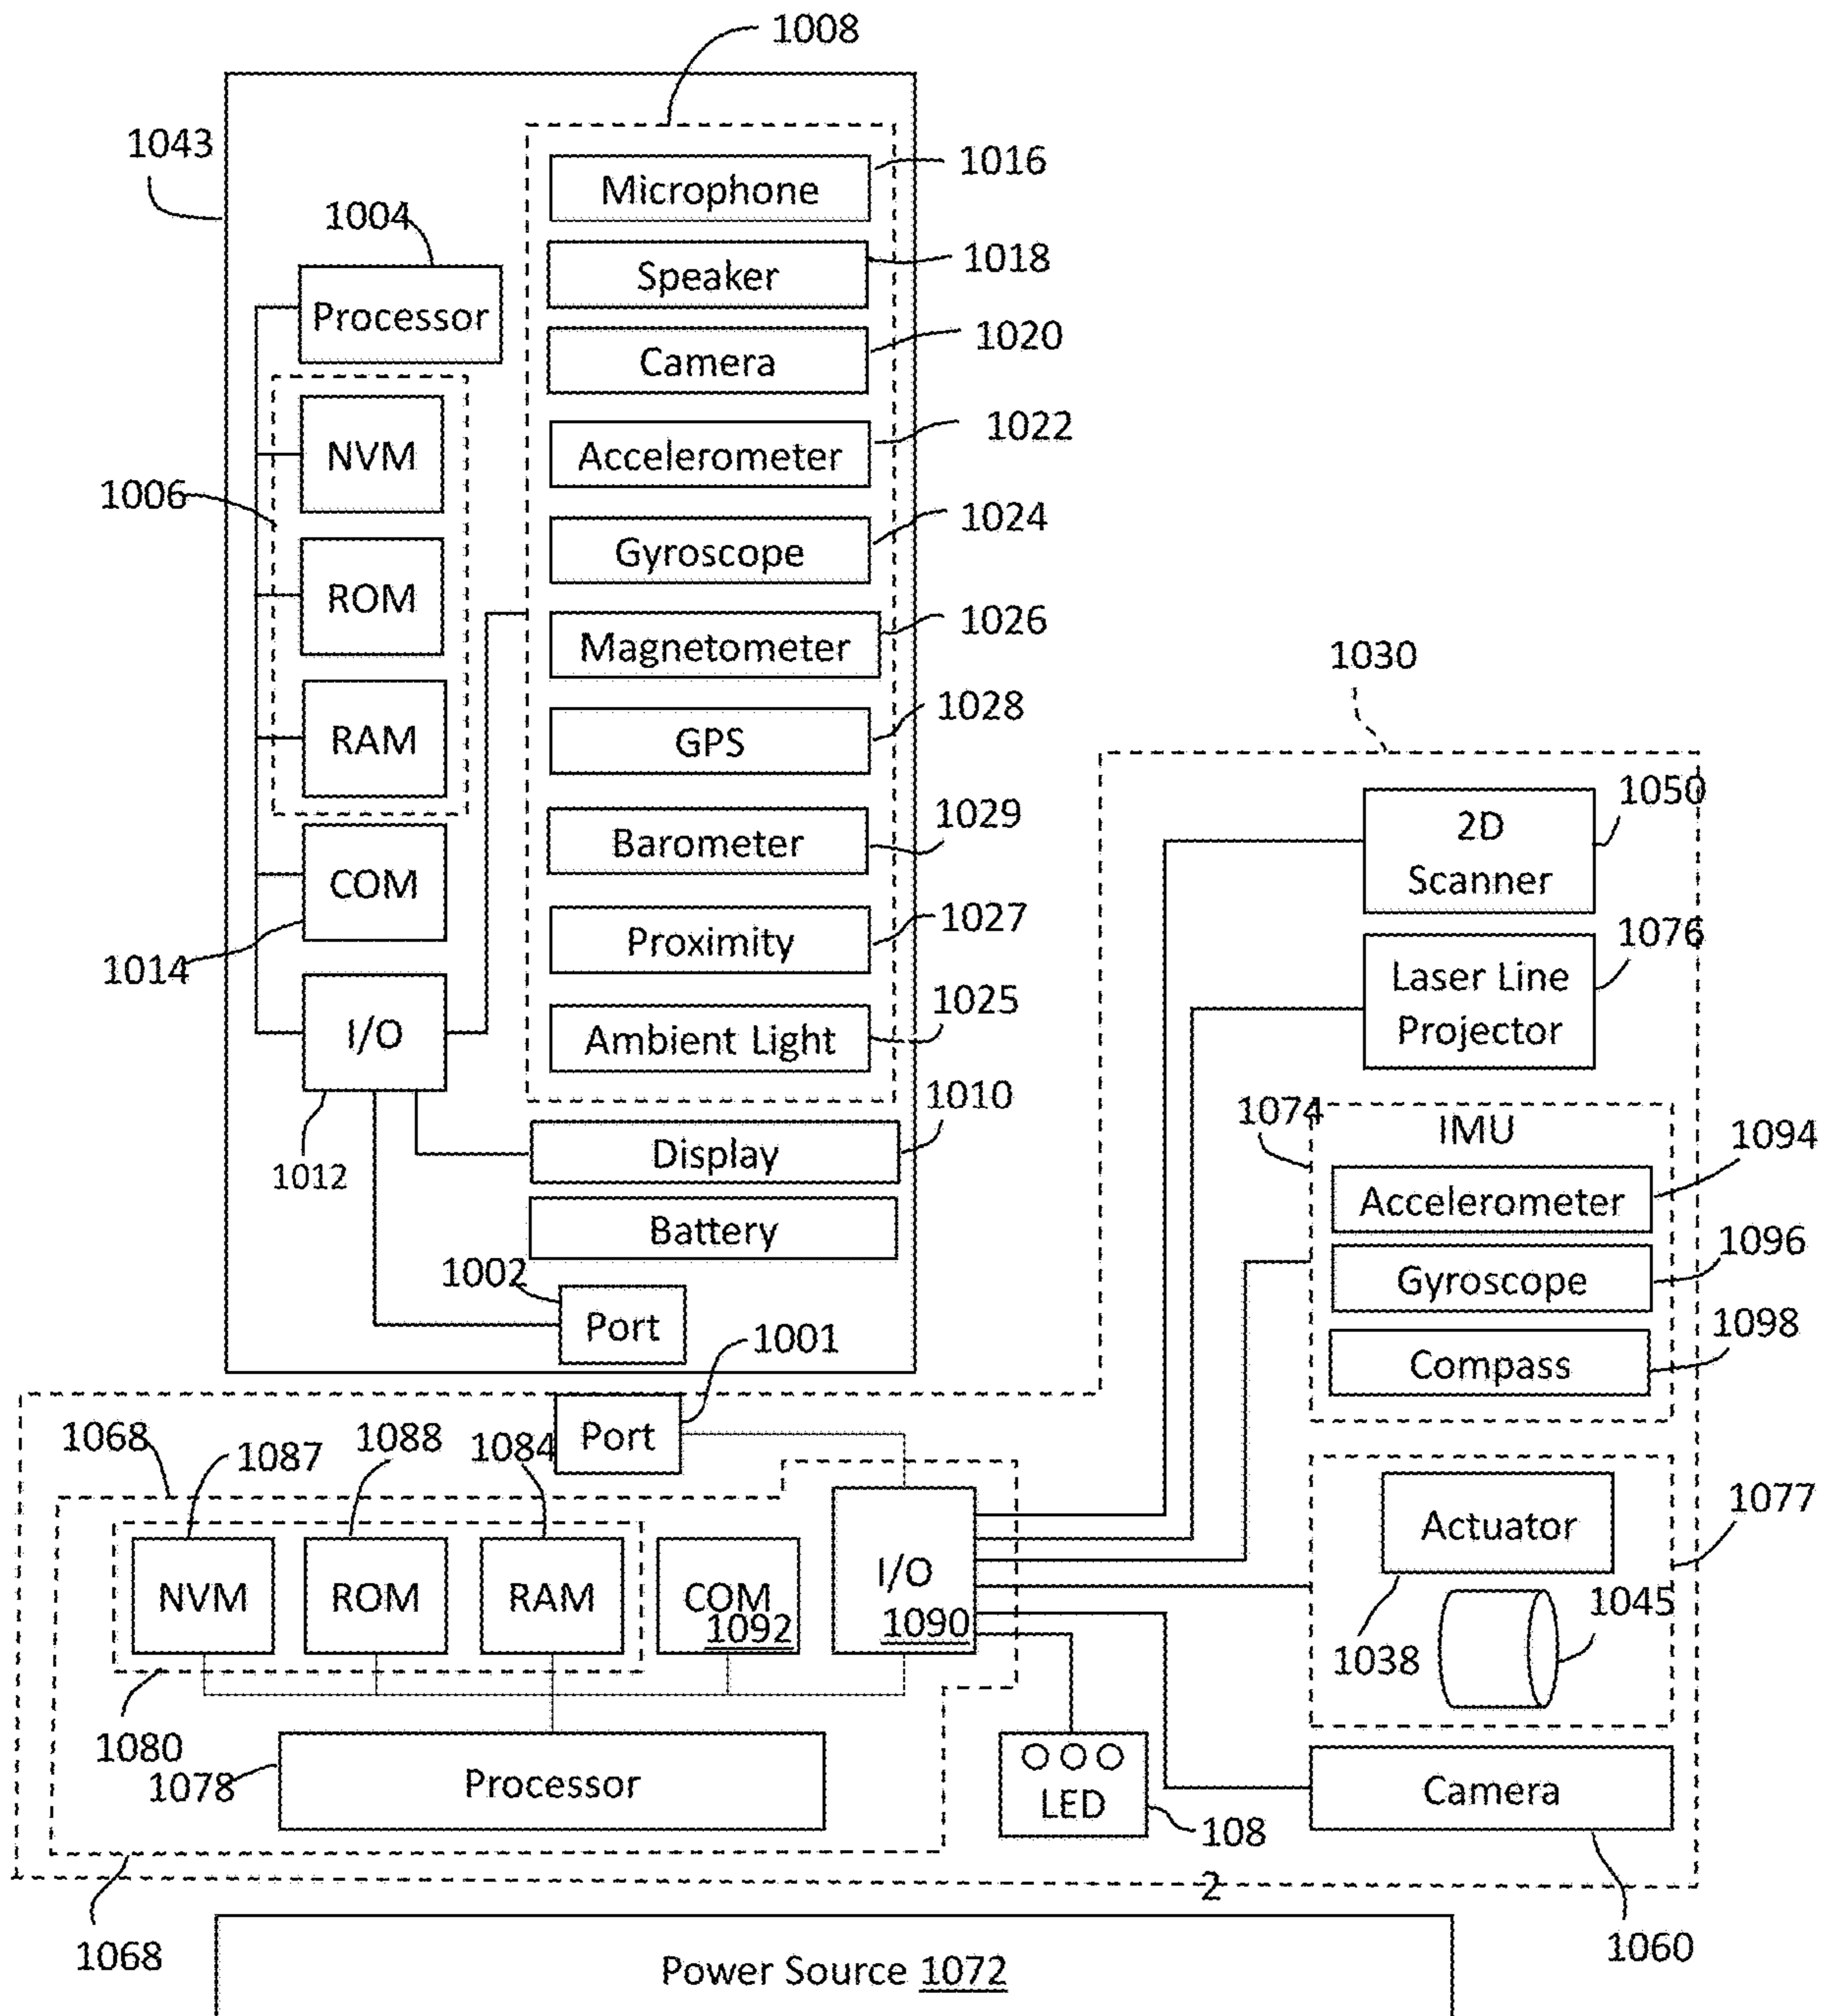 1008
1043
Microphone
1016
1004
Speaker
1018
Processor
Camera
1020
NVM
Accelerometer
1022
1006
Gyroscope
1024
ROM
Magnetometer
1026
RAM
GPS
1028
1030
COM
Barometer
1029
2D
Scanner
1050
1014
Proximity
1027
Laser Line
Projector
1076
I/O
Ambient Light
1025
1012
Display
1010
1074
IMU
Battery
Accelerometer
1094
1002
Port
Gyroscope
1096
1001
Compass
1098
Port
1068
1087
1088
1084
NVM
ROM
RAM
COM
1092
I/O
1090
Actuator
1077
1038
1045
1080
1078
Processor
LED
108
2
Camera
1068
1060
Power Source 1072